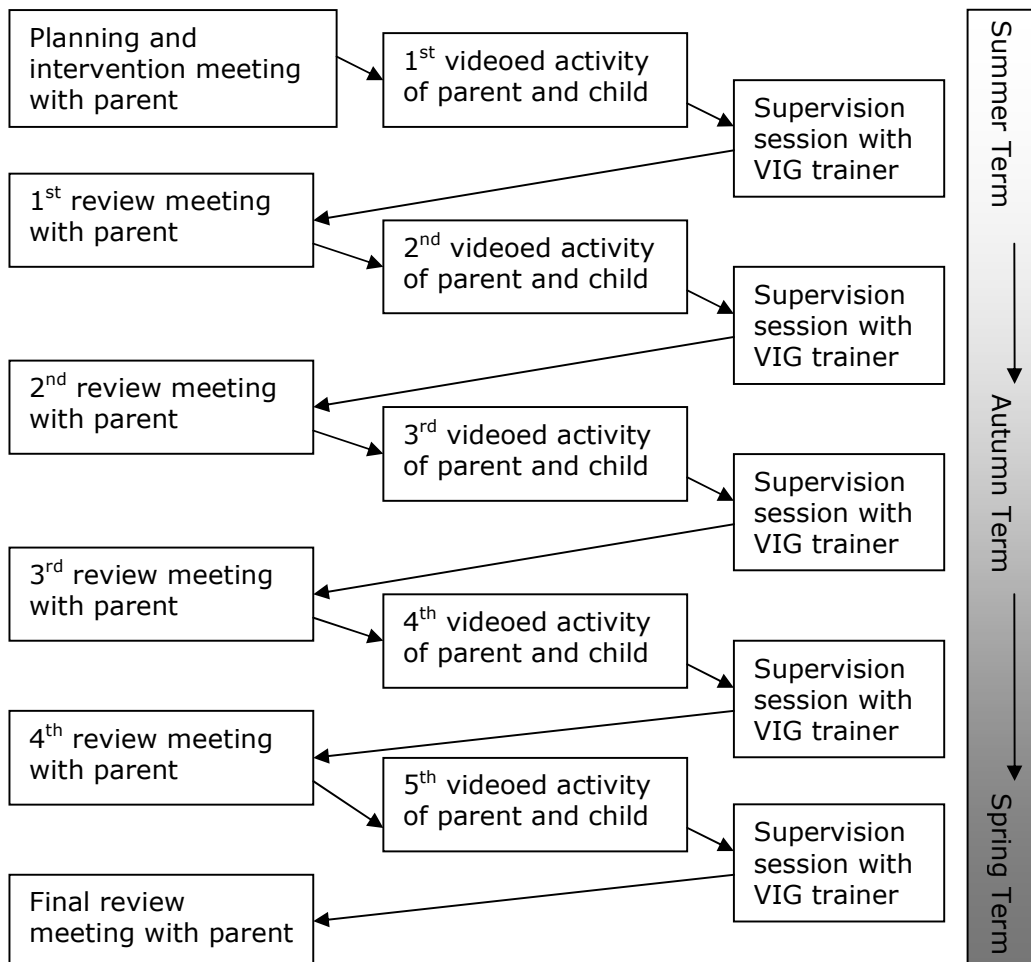 Planning and
intervention meeting
with parent
1st videoed activity
of parent and child
Supervision
session with
VIG trainer
1st review meeting
with parent
2nd videoed activity
of parent and child
Supervision
session with
VIG trainer
2nd review meeting
with parent
3rd videoed activity
of parent and child
Supervision
session with
VIG trainer
3rd review meeting
with parent
4th videoed activity
of parent and child
Supervision
session with
VIG trainer
4th review meeting
with parent
5th videoed activity
of parent and child
Supervision
session with
VIG trainer
Final review
meeting with parent
Summer Term
Autumn Term
Spring Term